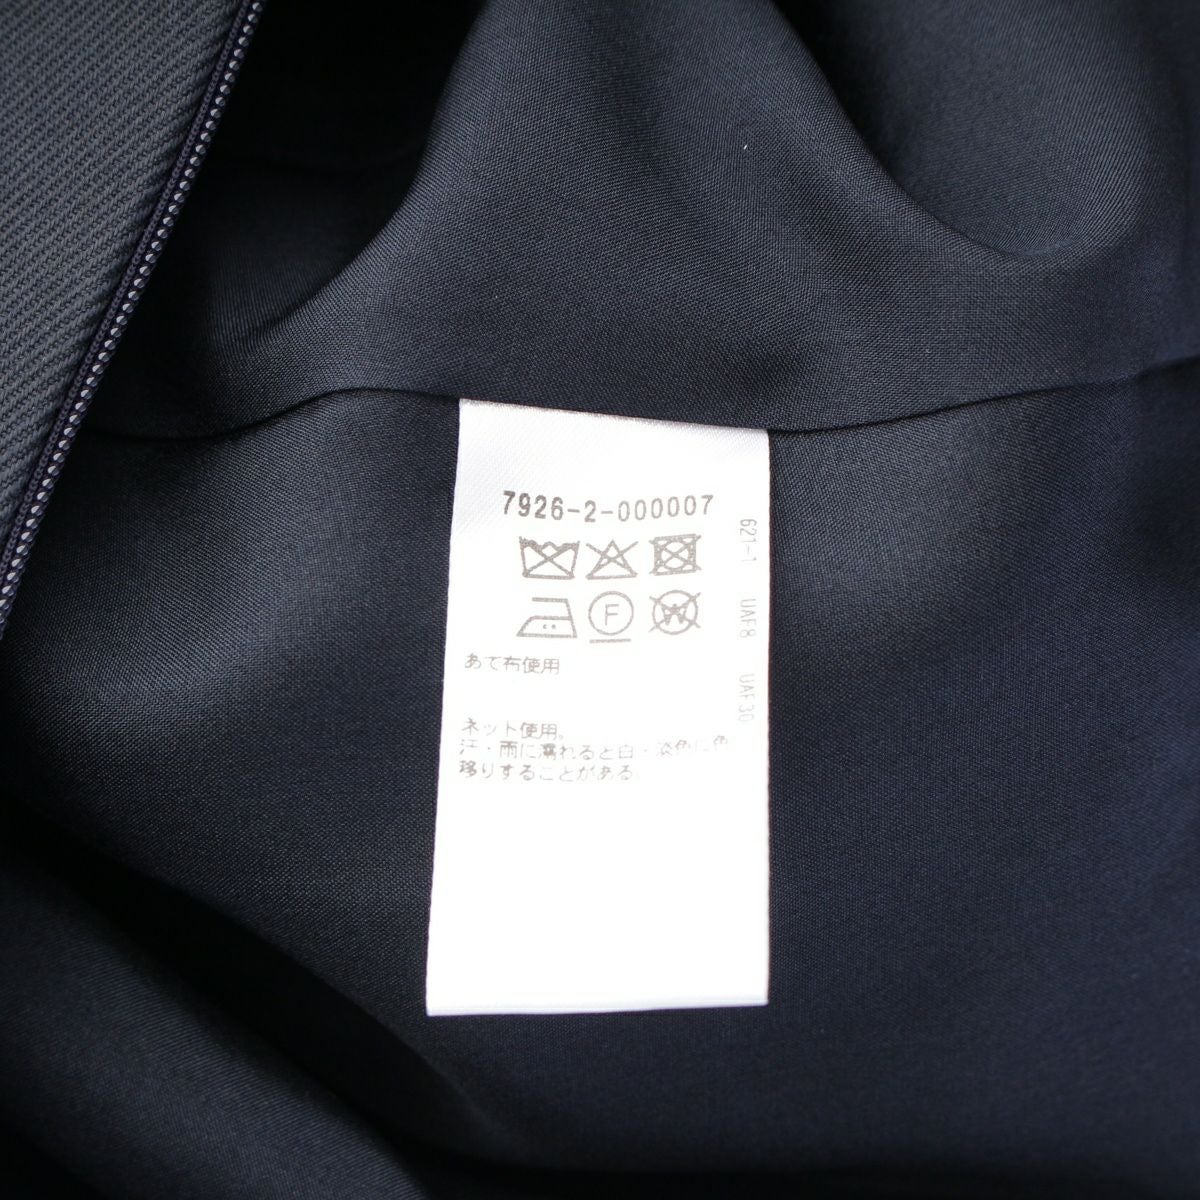 7926-2-000007
F
W
あて布使用
ネット使用。
汗・雨に濡れると白・淡色に色
移りすることがある
621-1 UAF8 UAF30